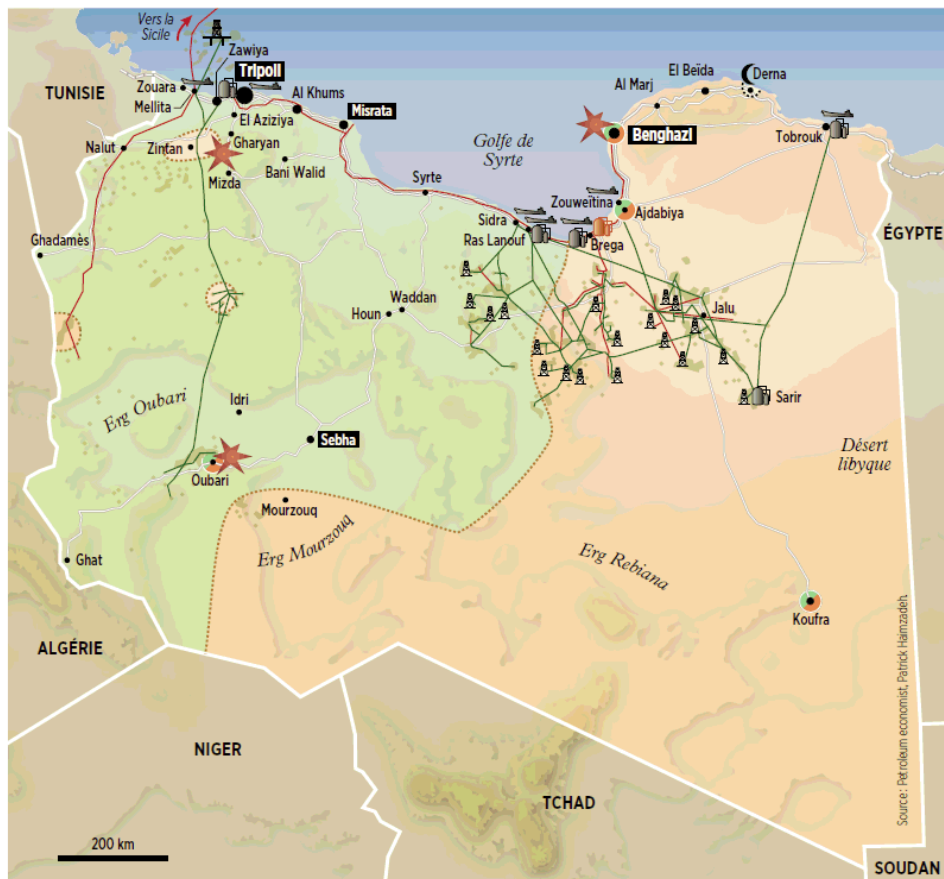 Vers la
Sicile
Zawiya
Tripoli
Zouara
Mellita
TUNISIE
Al Khums
Misrata
El Aziziya
Gharyan
Zintan
Nalut
Mizda
Bani Walid
Golfe de
Syrte
Syrte
Al Marj
El Beïda
Derna
Benghazi
Tobrouk
Zouweïtina
Ajdabiya
Sidra
Ras Lanouf
Brega
ÉGYPTE
Ghadamès
Waddan
Houn
Jalu
Sarir
Erg Oubari
Idri
Sebha
Oubari
Désert
libyque
Mourzouq
Erg Mourzouq
Erg Rebiana
Ghat
Koufra
ALGÉRIE
NIGER
TCHAD
200 km
SOUDAN
Source : Petroleum economist, Patrick Haimzadeh.